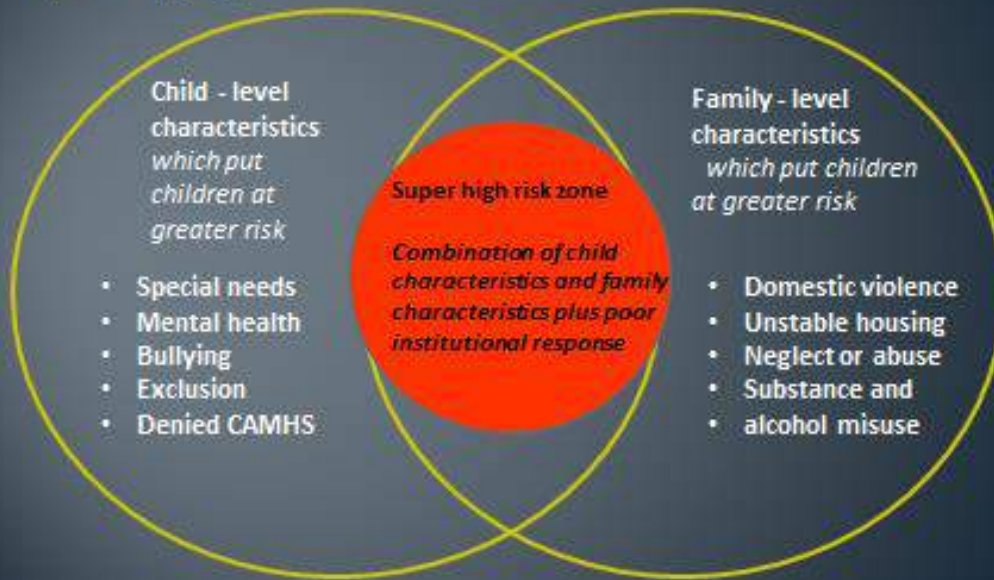 Child - level
characteristics
which put
children at
greater risk
• Special needs
• Mental health
• Bullying
• Exclusion
• Denied CAMHS
Super high risk zone
Combination of child
characteristics and family
characteristics plus poor
institutional response
Family - level
characteristics
which put children
at greater risk
• Domestic violence
• Unstable housing
• Neglect or abuse
• Substance and
• alcohol misuse